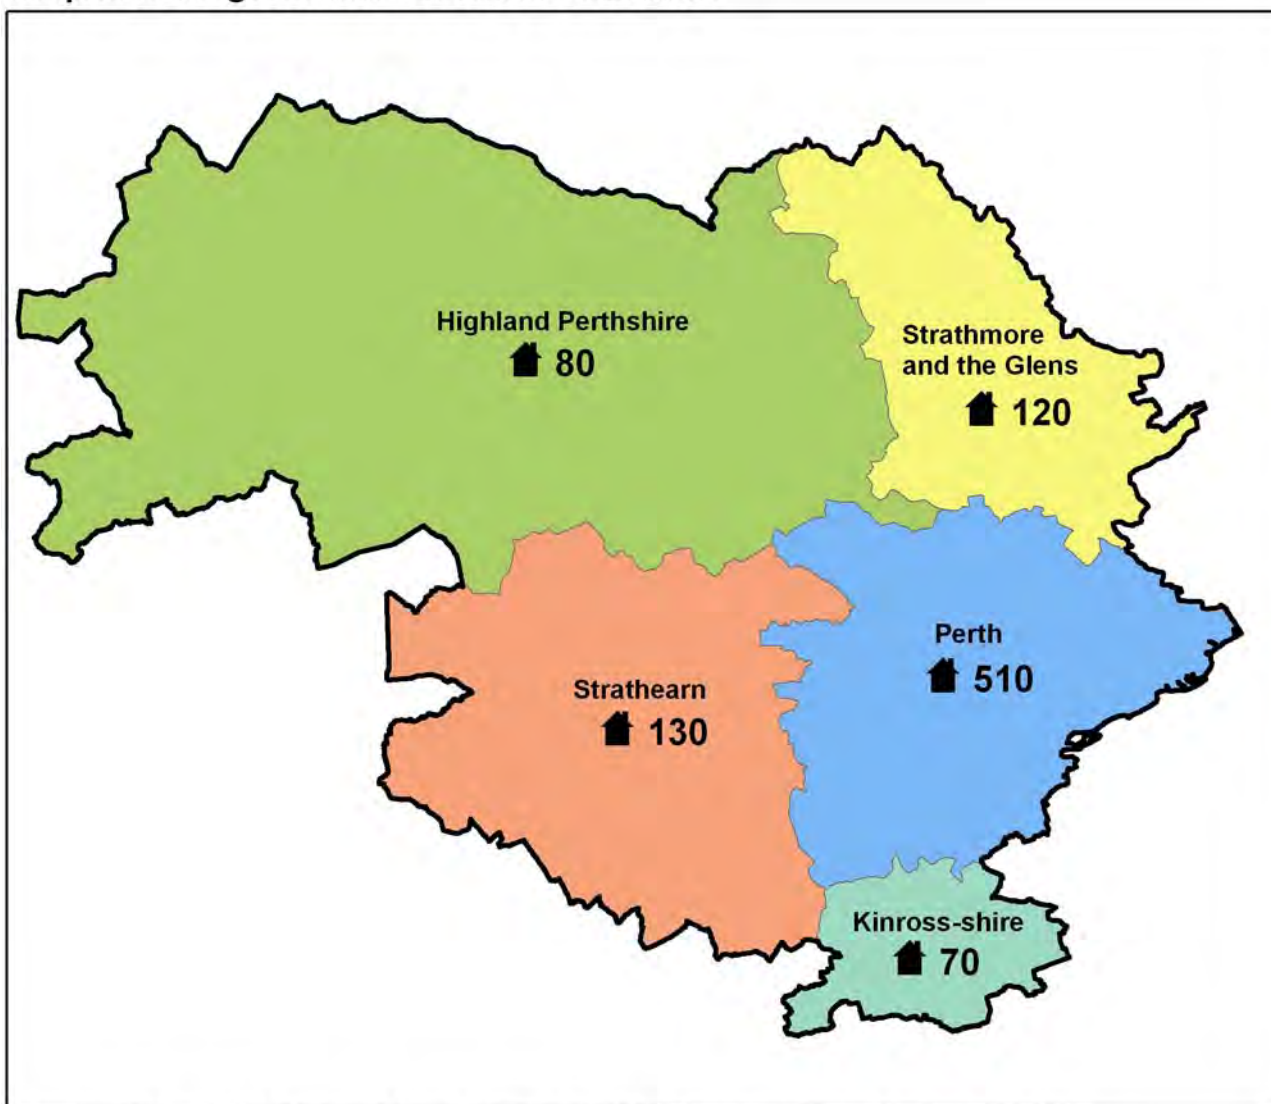 Highland Perthshire
80
Strathmore
and the Glens
120
Perth
510
Strathearn
130
Kinross-shire
70